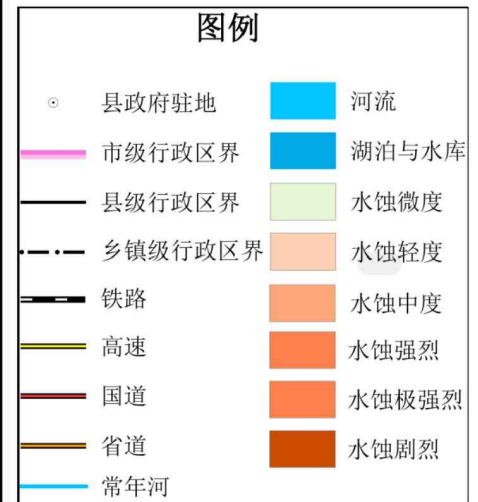 图例
县政府驻地
市级行政区界
县级行政区界
乡镇级行政区界
铁路
高速
国道
省道
常年河
河流
湖泊与水库
水蚀微度
水蚀轻度
水蚀中度
水蚀强烈
水蚀极强烈
水蚀剧烈